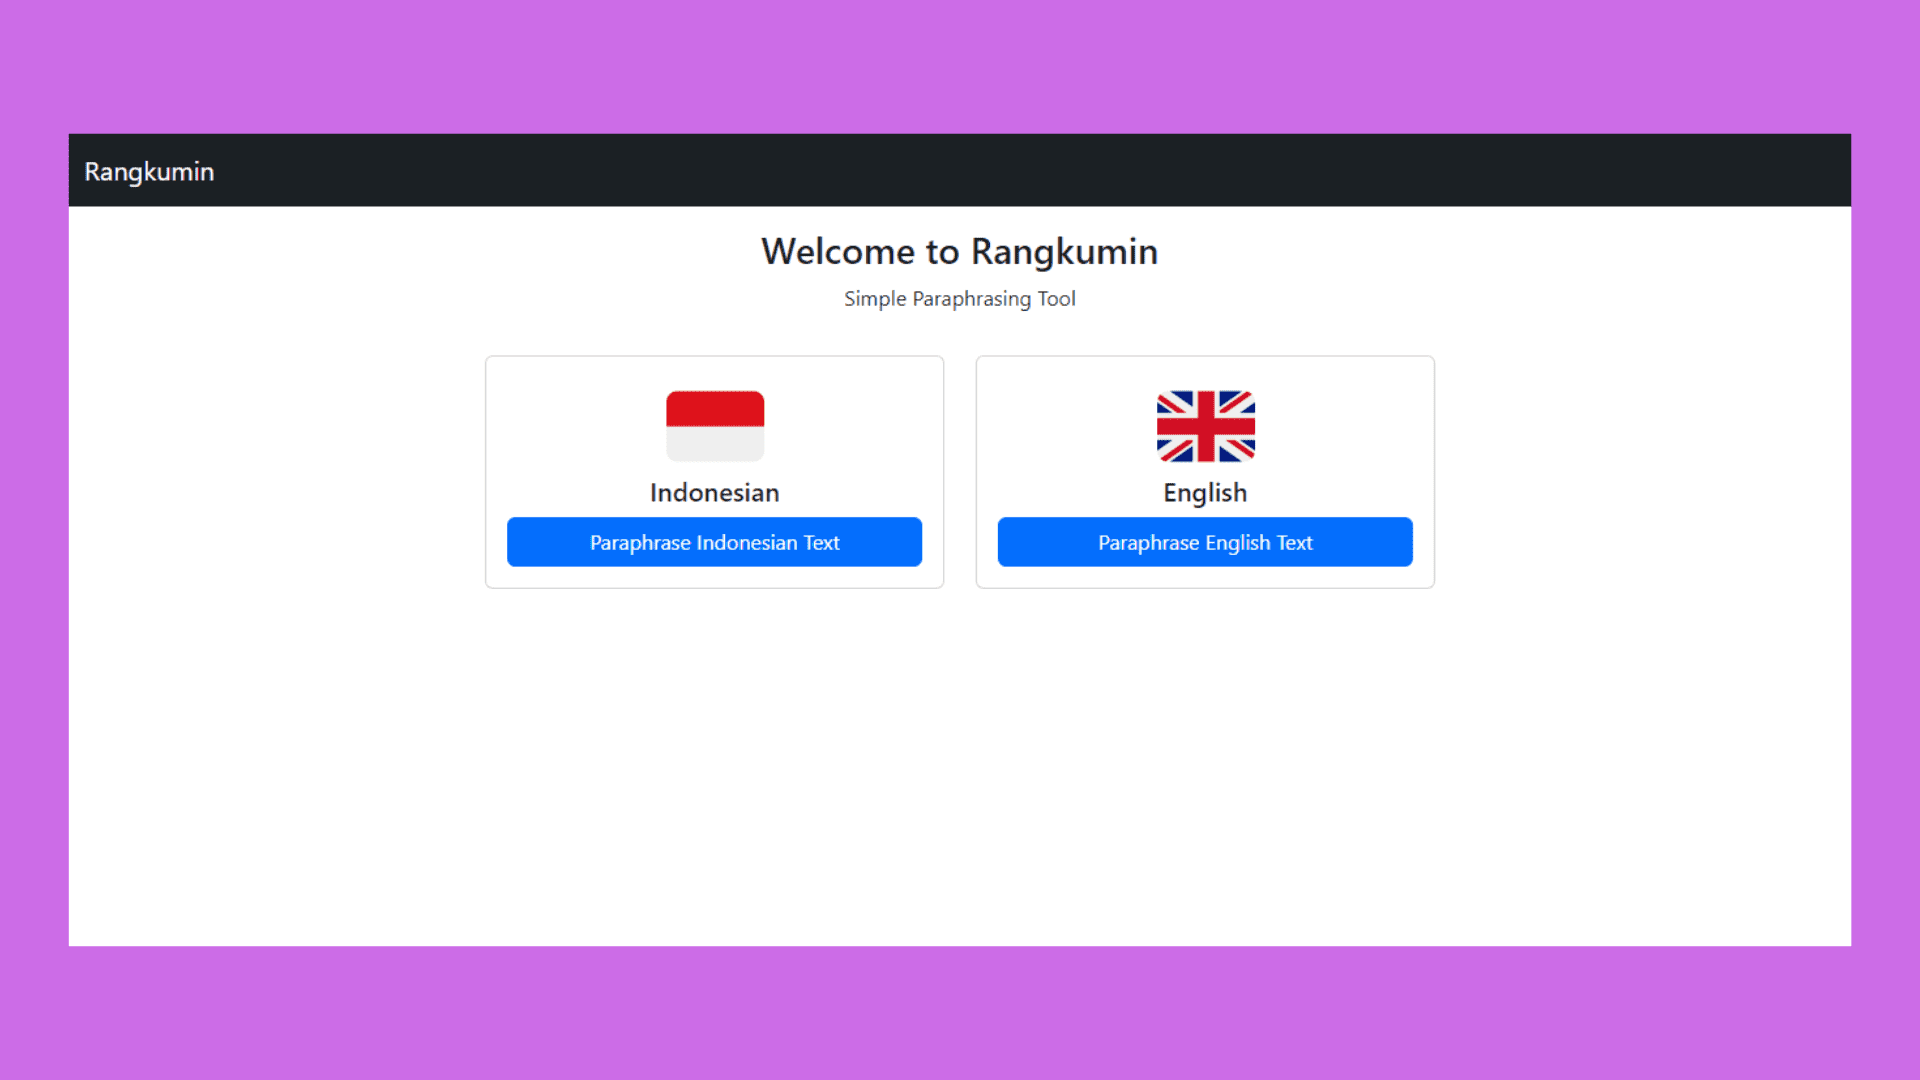 Rangkumin
Welcome to Rangkumin
Simple Paraphrasing Tool
Indonesian
Paraphrase Indonesian Text
English
Paraphrase English Text